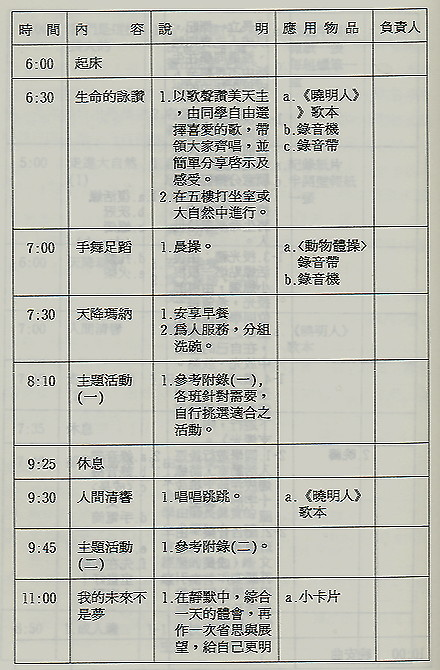 時間 內容 說明 應用物品 負責人
6:00 起床
6:30 生命的詠讚 1.以歌聲讚美天主 a.《曉明人》
，由同學自由選 》歌本
擇喜愛的歌，帶 b.錄音機
領大家齊唱，並 c.錄音帶
簡單分享啓示及
感受。
2.在五樓打坐室或
大自然中進行。
7:00 手舞足蹈 1.晨操。 a.<動物體操>
錄音帶
b.錄音機
7:30 天降瑪納 1.安享早餐
2.爲人服務，分組
洗碗。
8:10 主題活動 1.參考附錄(一)，
(一) 各班針對需要，
自行挑選適合之
活動。
9:25 休息
9:30 人間清響 1.唱唱跳跳。 a.《曉明人》
歌本
9:45 主題活動 1.參考附錄(二)。
(二)
11:00 我的未來不 1.在靜默中，綜合 a.小卡片
是夢 一天的體會，再
作一次省思與展
望，給自己更明